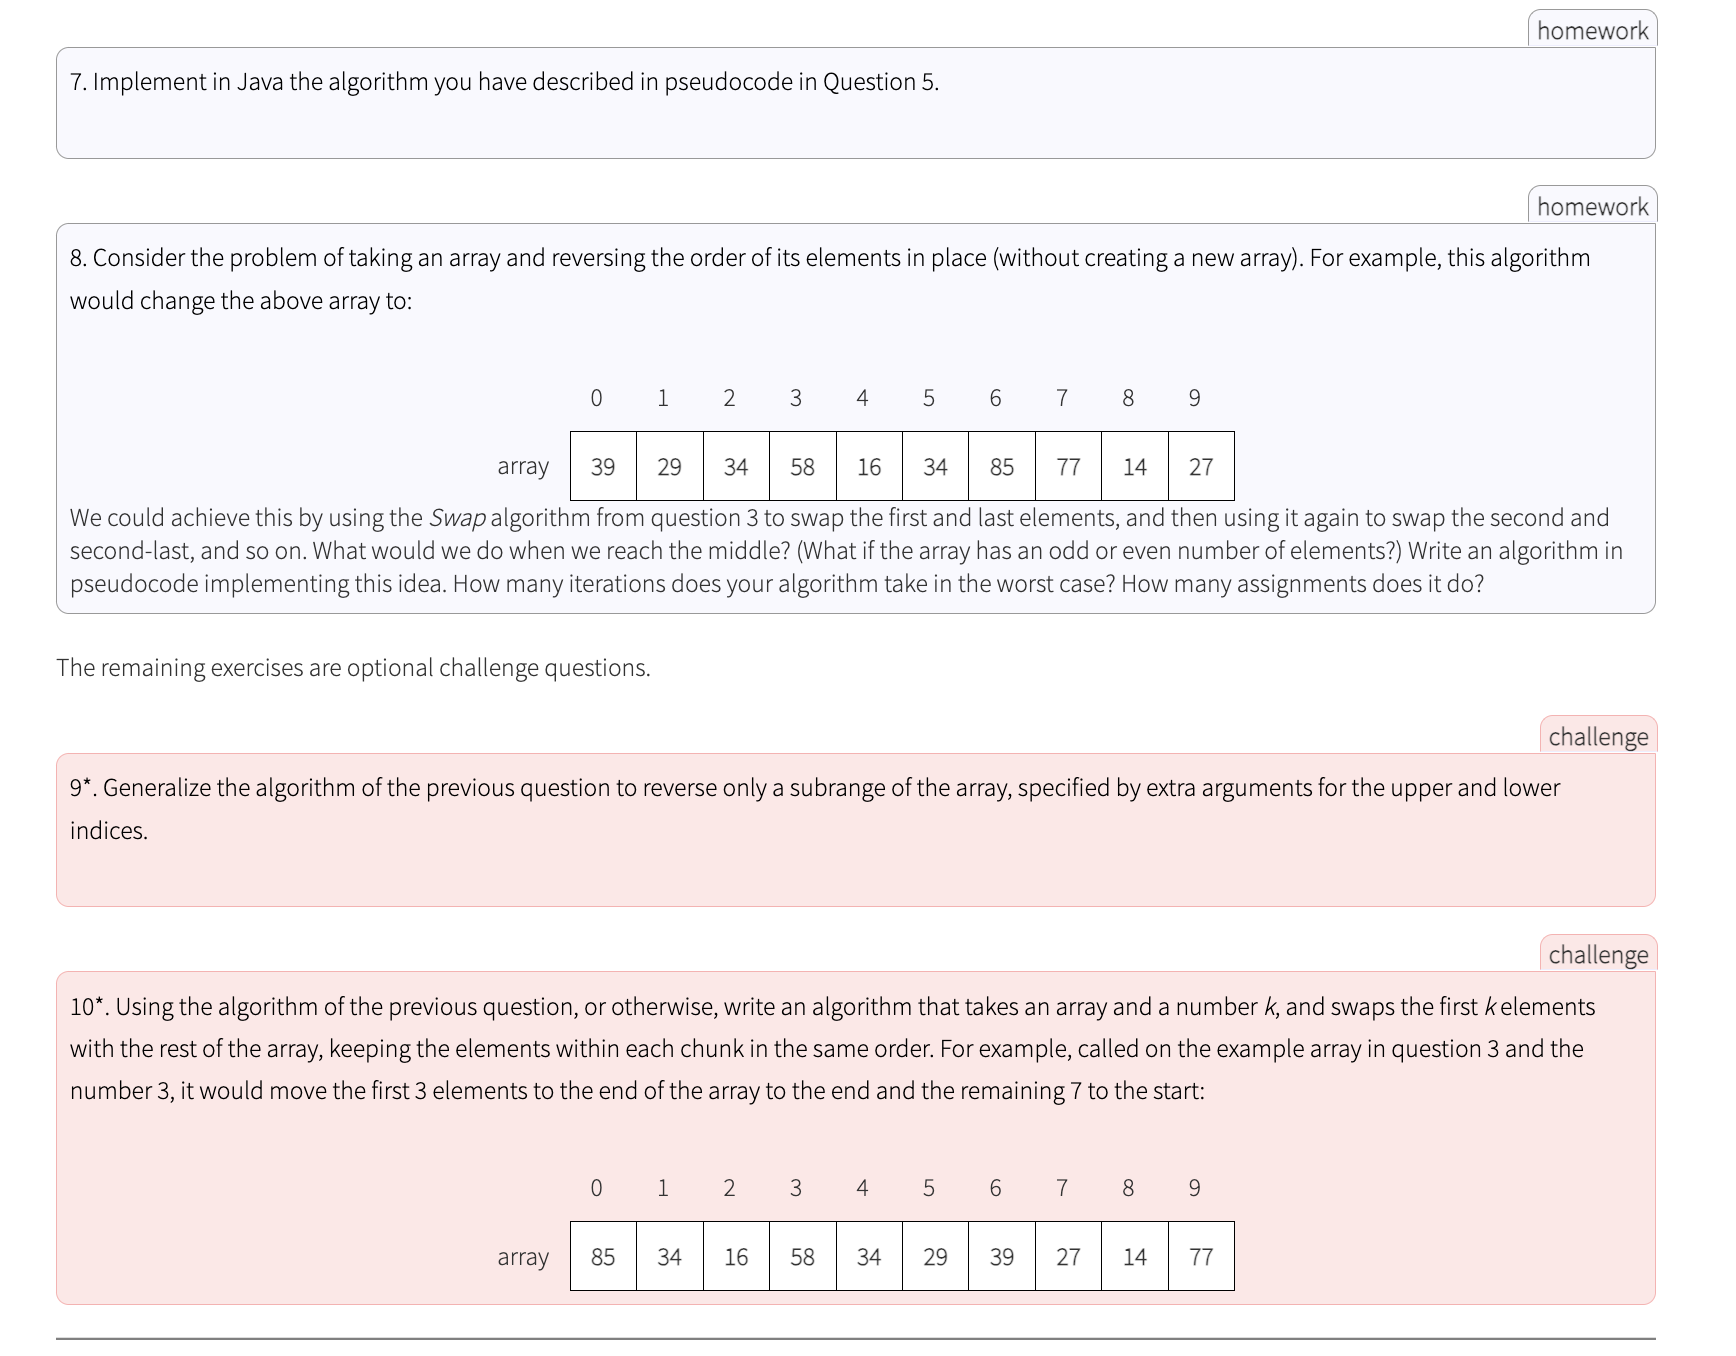 homework
7. Implement in Java the algorithm you have described in pseudocode in Question 5.
homework
8. Consider the problem of taking an array and reversing the order of its elements in place (without creating a new array). For example, this algorithm
would change the above array to:
0 1 2 3 4 5 6 7 8 9
array 39 29 34 58 16 34 85 77 14 27
We could achieve this by using the Swap algorithm from question 3 to swap the first and last elements, and then using it again to swap the second and
second-last, and so on. What would we do when we reach the middle? (What if the array has an odd or even number of elements?) Write an algorithm in
pseudocode implementing this idea. How many iterations does your algorithm take in the worst case? How many assignments does it do?
The remaining exercises are optional challenge questions.
challenge
9*. Generalize the algorithm of the previous question to reverse only a subrange of the array, specified by extra arguments for the upper and lower
indices.
challenge
10*. Using the algorithm of the previous question, or otherwise, write an algorithm that takes an array and a number k, and swaps the first k elements
with the rest of the array, keeping the elements within each chunk in the same order. For example, called on the example array in question 3 and the
number 3, it would move the first 3 elements to the end of the array to the end and the remaining 7 to the start:
0 1 2 3 4 5 6 7 8 9
array 85 34 16 58 34 29 39 27 14 77